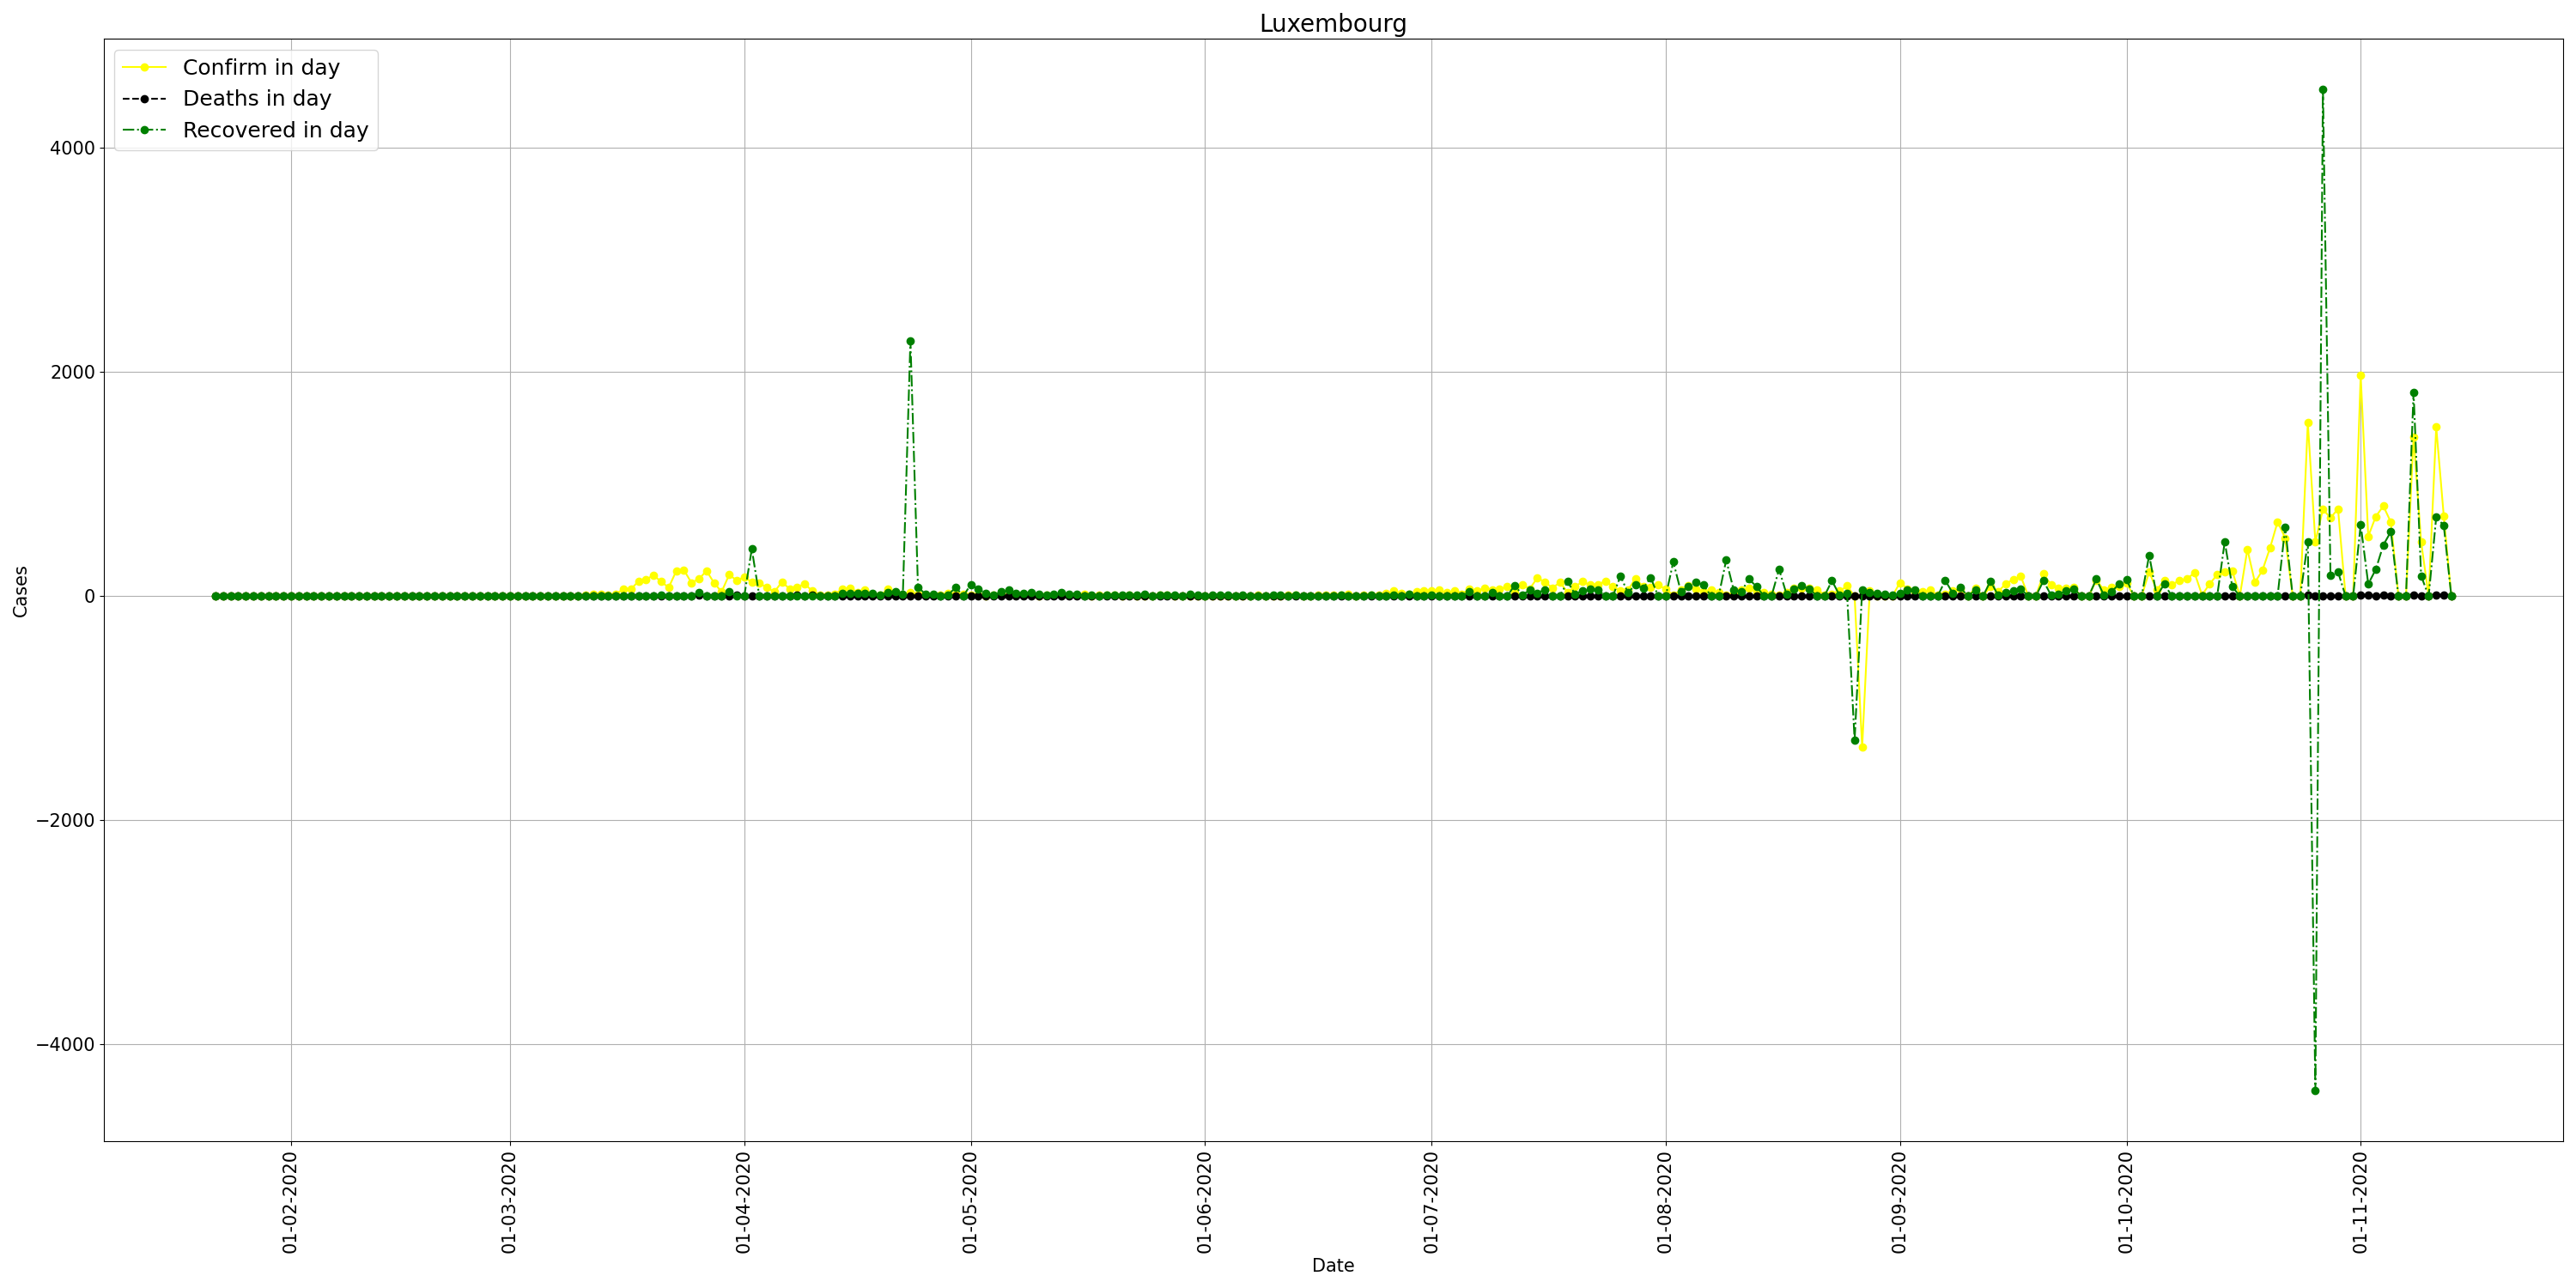 Luxembourg
Confirm in day
Deaths in day
Recovered in day
4000
2000
0
−2000
−4000
Cases
01-02-2020
01-03-2020
01-04-2020
01-05-2020
01-06-2020
01-07-2020
01-08-2020
01-09-2020
01-10-2020
01-11-2020
Date